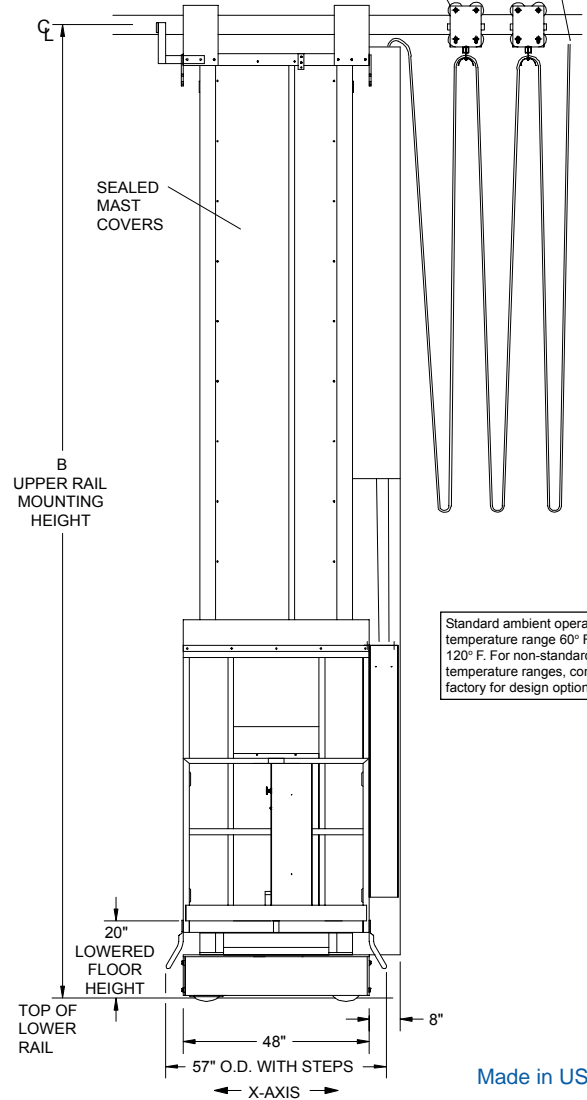 ℄
SEALED
MAST
COVERS
B
UPPER RAIL
MOUNTING
HEIGHT
Standard ambient opera
temperature range 60° F
120° F. For non-standard
temperature ranges, con
factory for design option
20"
LOWERED
FLOOR
HEIGHT
TOP OF
LOWER
RAIL
8"
48"
57" O.D. WITH STEPS
X-AXIS
Made in US